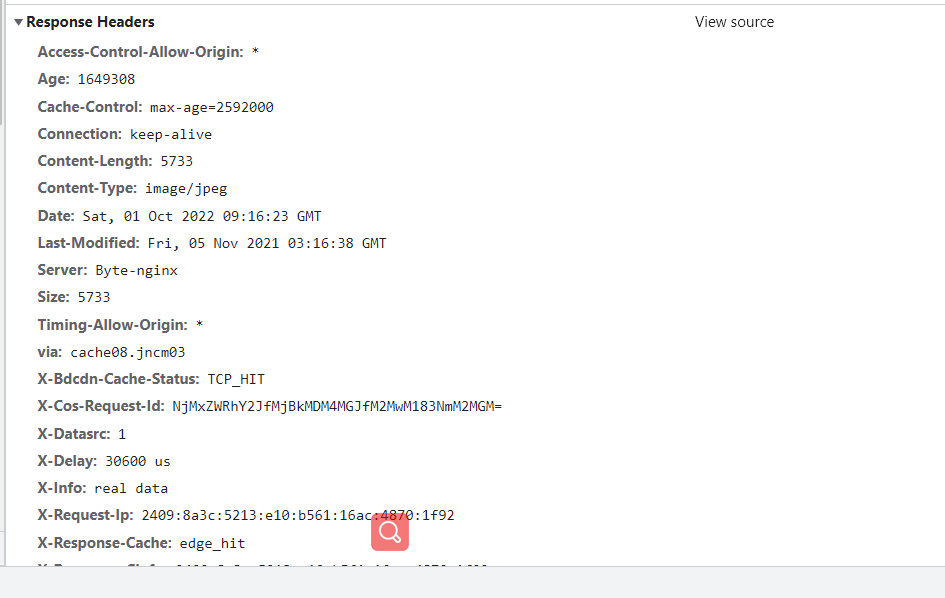 ▼ Response Headers View source
Access-Control-Allow-Origin: *
Age: 1649308
Cache-Control: max-age=2592000
Connection: keep-alive
Content-Length: 5733
Content-Type: image/jpeg
Date: Sat, 01 Oct 2022 09:16:23 GMT
Last-Modified: Fri, 05 Nov 2021 03:16:38 GMT
Server: Byte-nginx
Size: 5733
Timing-Allow-Origin: *
via: cache08.jncm03
X-Bdcdn-Cache-Status: TCP_HIT
X-Cos-Request-Id: NjMxZWRhY2JfMjBkMDM4MGJfM2MwM183NmM2MGM=
X-Datasrc: 1
X-Delay: 30600 us
X-Info: real data
X-Request-Ip: 2409:8a3c:5213:e10:b561:16ac:4870:1f92
X-Response-Cache: edge_hit